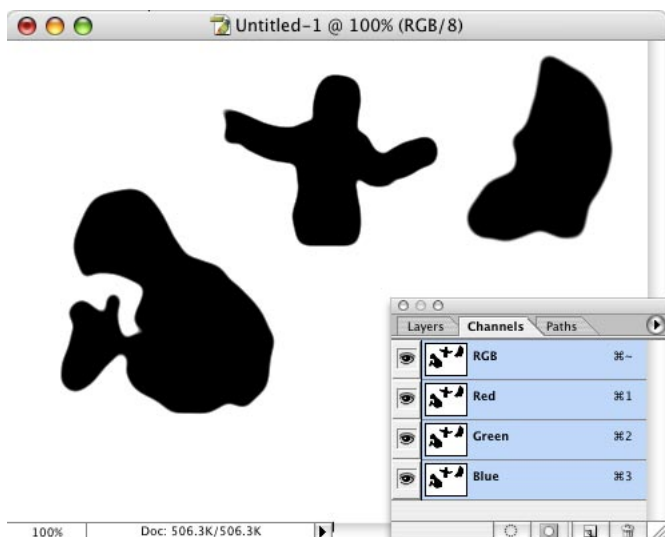 Untitled-1 @ 100% (RGB/8)
Layers Channels Paths
RGB ⌘~
Red ⌘1
Green ⌘2
Blue ⌘3
100% Doc: 506.3K/506.3K